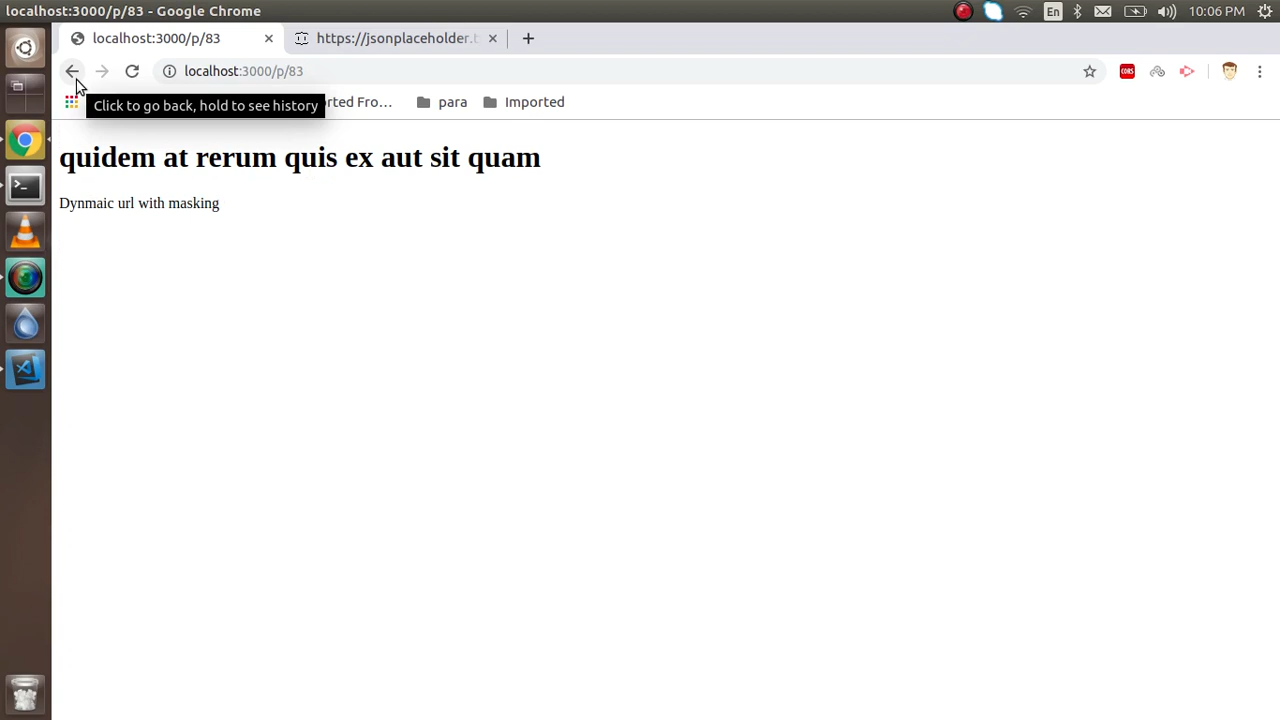 localhost:3000/p/83 - Google Chrome
En
10:06 PM
localhost:3000/p/83
https://jsonplaceholder.t
localhost:3000/p/83
CORS
Click to go back, hold to see history
rted Fro...
para
Imported
quidem at rerum quis ex aut sit quam
Dynmaic url with masking